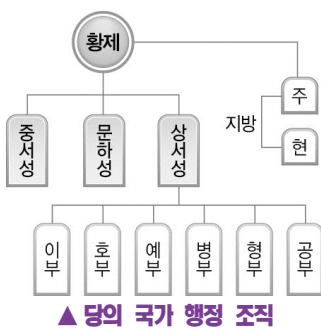 황제
주
지방
현
중서성
문하성
상서성
이부
호부
예부
병부
형부
공부
▲ 당의 국가 행정 조직